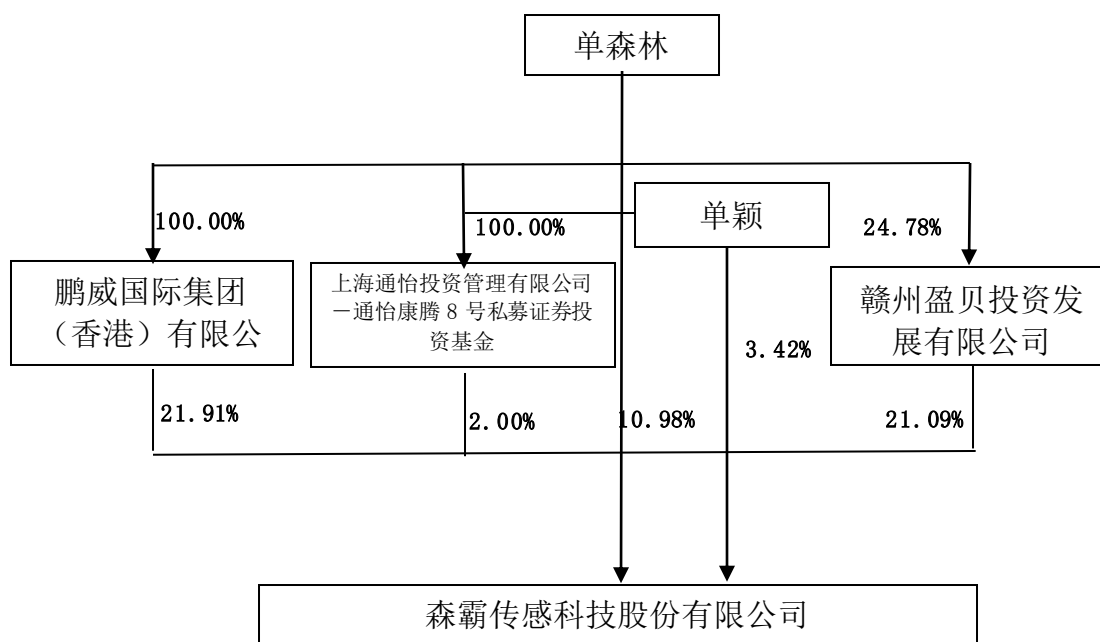 单森林
单颖
100.00%
100.00%
24.78%
鹏威国际集团
（香港）有限公
上海通怡投资管理有限公司
－通怡康腾 8 号私募证券投
资基金
赣州盈贝投资发
展有限公司
3.42%
21.91%
2.00%
10.98%
21.09%
森霸传感科技股份有限公司